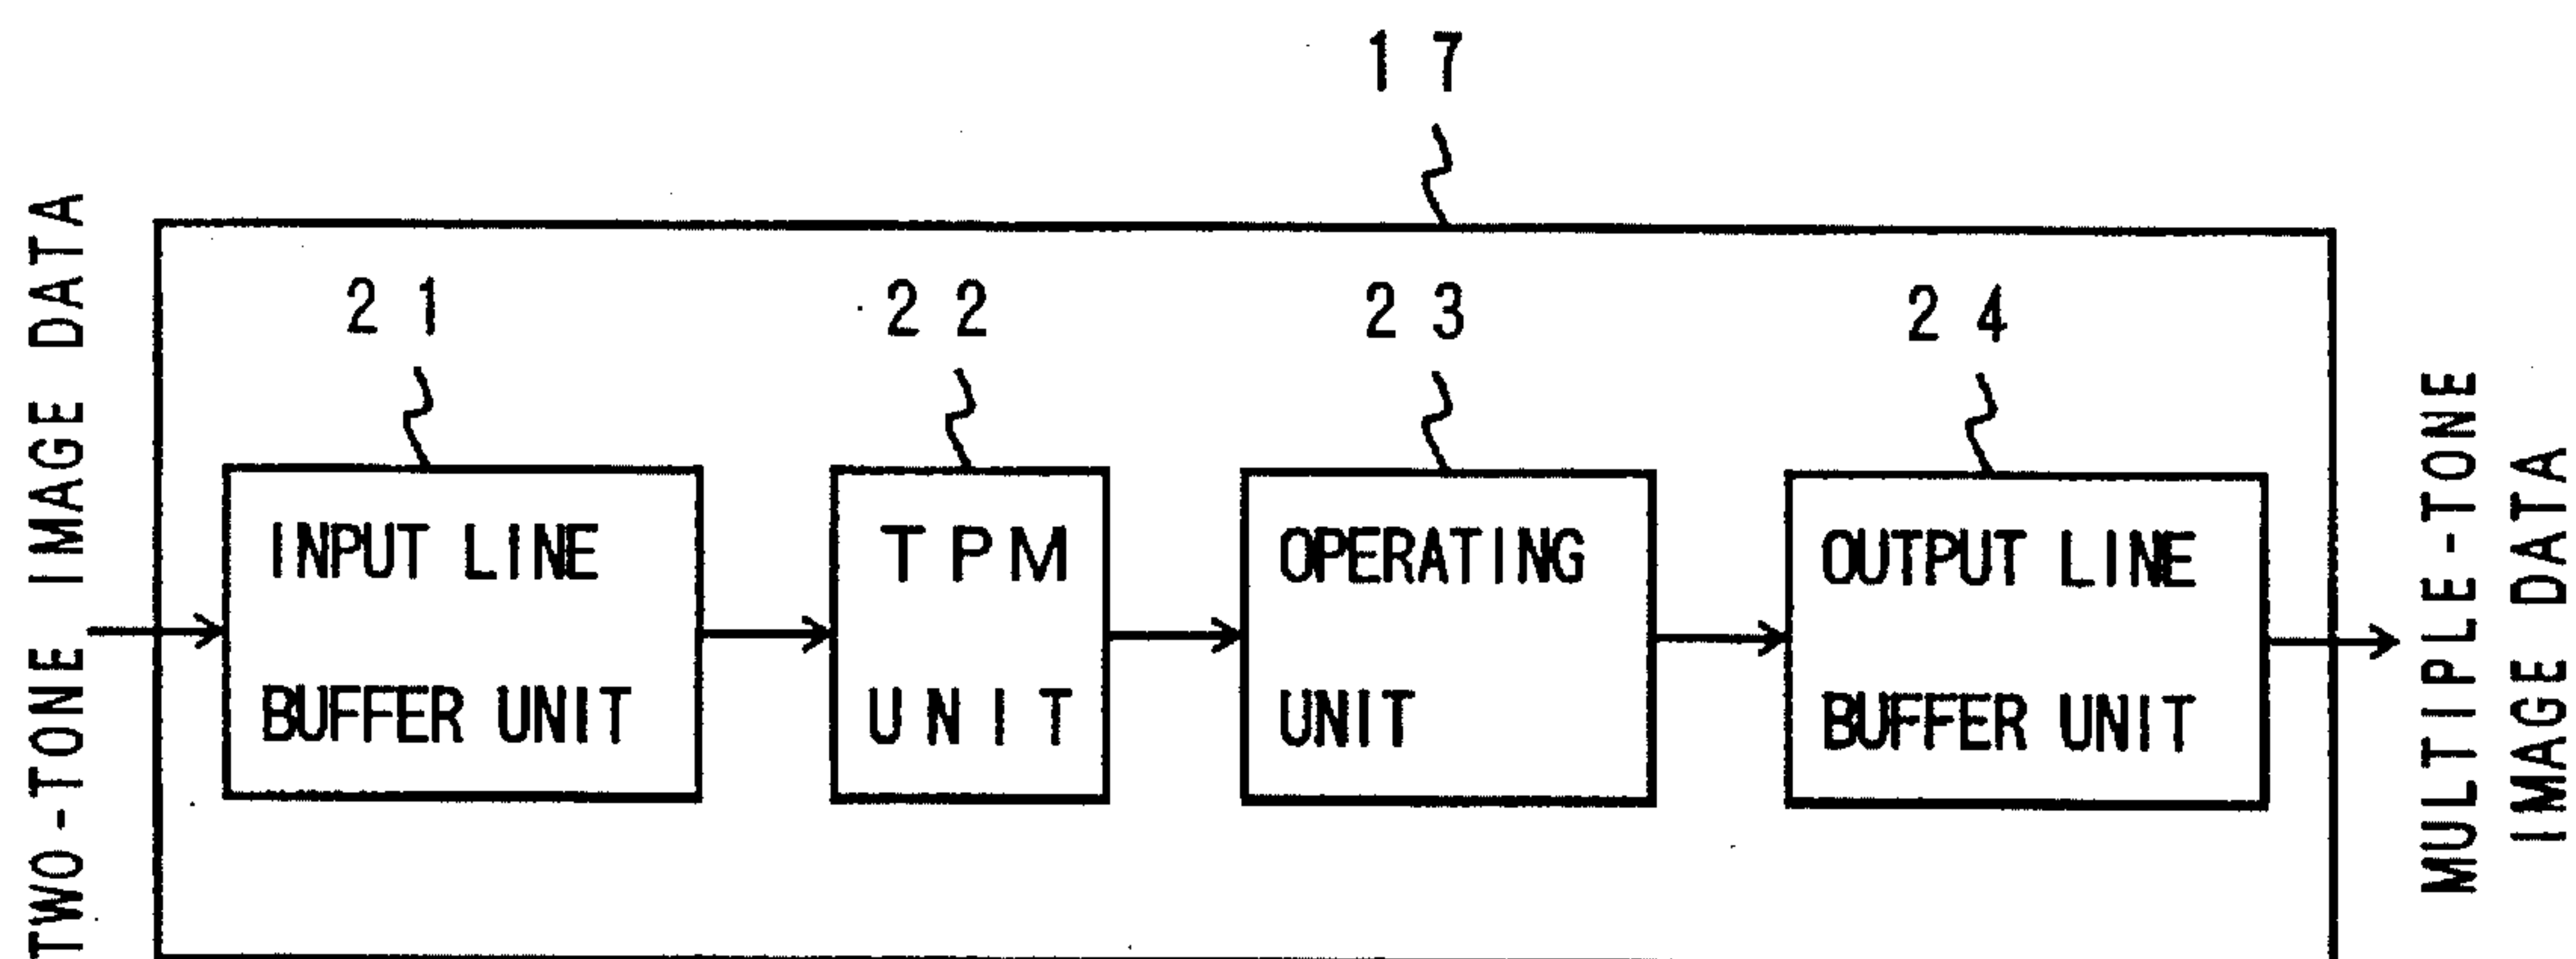 17
TWO-TONE IMAGE DATA
21
22
23
24
INPUT LINE
BUFFER UNIT
TPM
UNIT
OPERATING
UNIT
OUTPUT LINE
BUFFER UNIT
MULTIPLE-TONE
IMAGE DATA